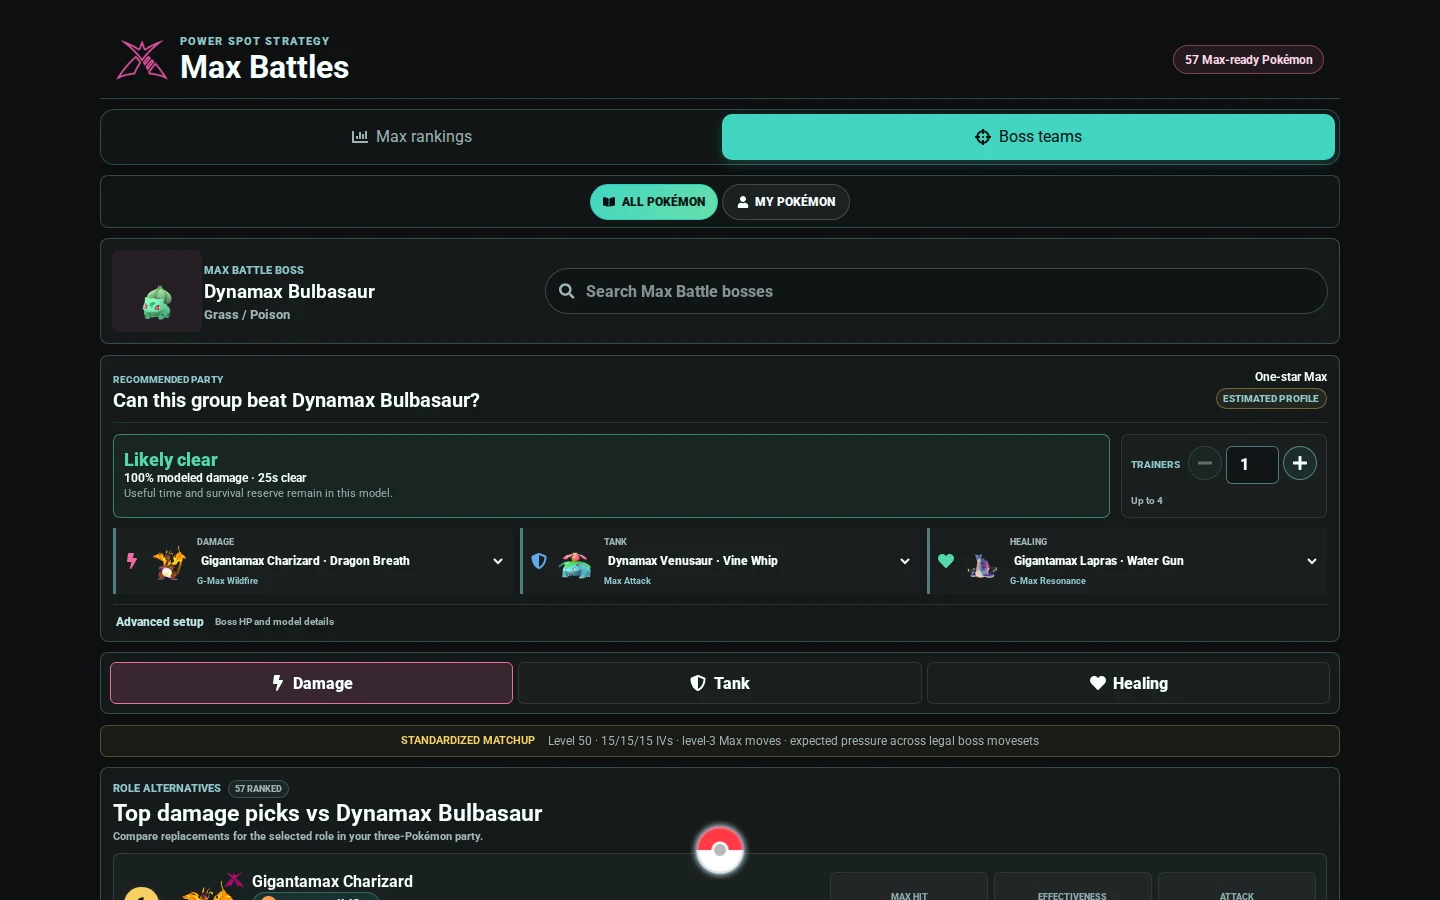 POWER SPOT STRATEGY
Max Battles
57 Max-ready Pokémon
Max rankings
Boss teams
ALL POKÉMON
MY POKÉMON
MAX BATTLE BOSS
Dynamax Bulbasaur
Grass / Poison
Search Max Battle bosses
RECOMMENDED PARTY
Can this group beat Dynamax Bulbasaur?
One-star Max
ESTIMATED PROFILE
Likely clear
100% modeled damage · 25s clear
Useful time and survival reserve remain in this model.
TRAINERS
1
Up to 4
DAMAGE
Gigantamax Charizard · Dragon Breath
G-Max Wildfire
TANK
Dynamax Venusaur · Vine Whip
Max Attack
HEALING
Gigantamax Lapras · Water Gun
G-Max Resonance
Advanced setup
Boss HP and model details
Damage
Tank
Healing
STANDARDIZED MATCHUP
Level 50 · 15/15/15 IVs · level-3 Max moves · expected pressure across legal boss movesets
ROLE ALTERNATIVES
57 RANKED
Top damage picks vs Dynamax Bulbasaur
Compare replacements for the selected role in your three-Pokémon party.
Gigantamax Charizard
MAX HIT
EFFECTIVENESS
ATTACK